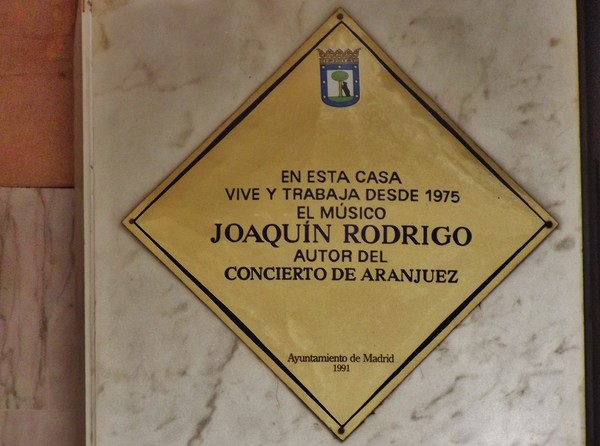 EN ESTA CASA
VIVE Y TRABAJA DESDE 1975
EL MÚSICO
JOAQUÍN RODRIGO
AUTOR DEL
CONCIERTO DE ARANJUEZ
Ayuntamiento de Madrid
1991